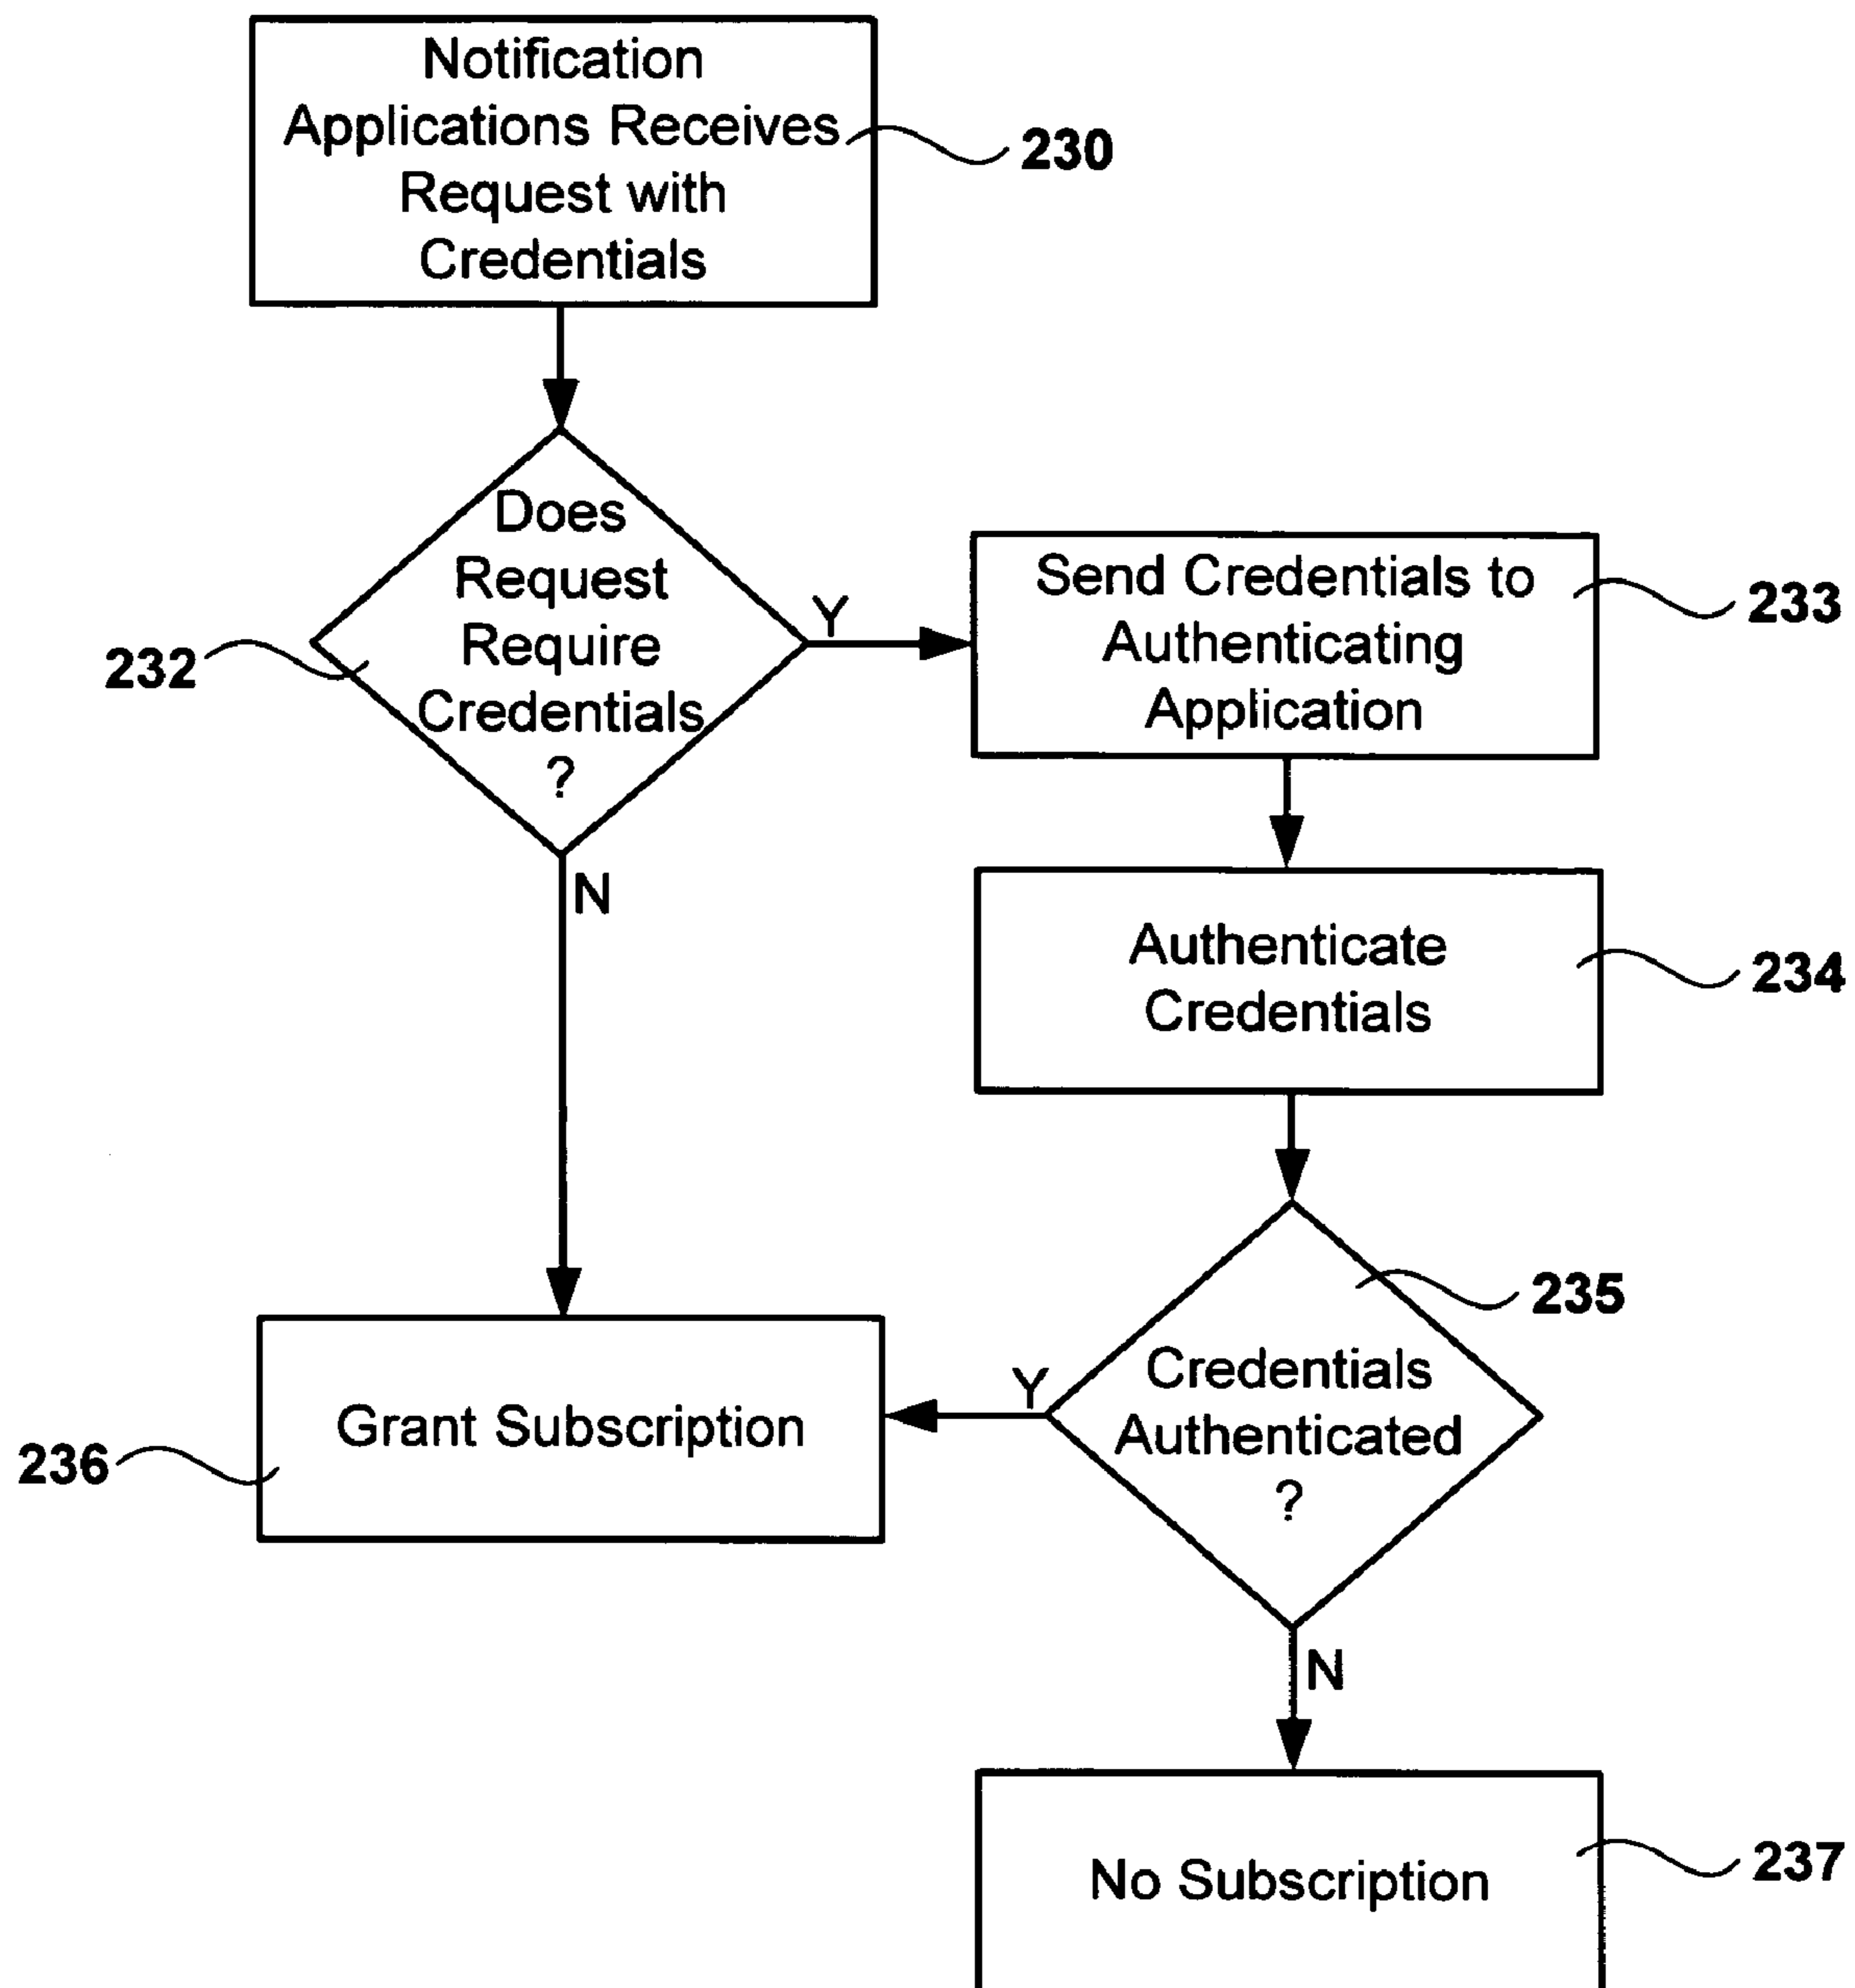 Notification
Applications Receives
Request with
Credentials
230
Does
Request
Require
Credentials
?
232
Y
N
Send Credentials to
Authenticating
Application
233
Authenticate
Credentials
234
235
Credentials
Authenticated
?
Y
N
Grant Subscription
236
No Subscription
237